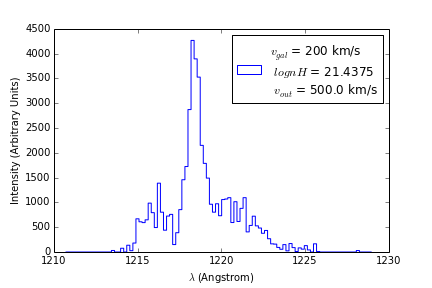 4500
4000
3500
3000
2500
2000
1500
1000
500
0
Intensity (Arbitrary Units)
v_gal = 200 km/s
lognH = 21.4375
v_out = 500.0 km/s
1210 1215 1220 1225 1230
λ (Angstrom)